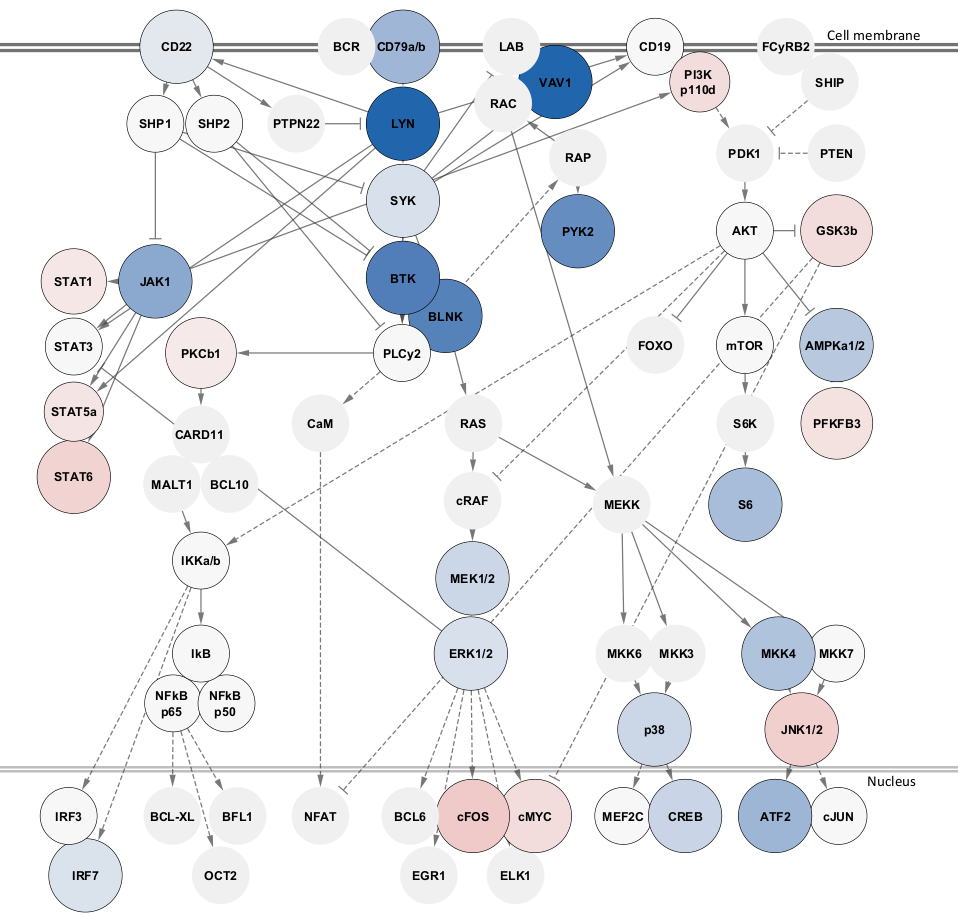 Cell membrane
CD22
BCR
CD79a/b
LAB
CD19
FCyRB2
VAV1
PI3K
p110d
SHIP
RAC
SHP1
SHP2
PTPN22
LYN
RAP
PDK1
PTEN
SYK
PYK2
AKT
GSK3b
STAT1
JAK1
BTK
BLNK
STAT3
PKCb1
PLCy2
FOXO
mTOR
AMPKa1/2
STAT5a
CARD11
CaM
RAS
S6K
PFKFB3
STAT6
MALT1
BCL10
cRAF
MEKK
S6
IKKa/b
MEK1/2
IkB
ERK1/2
MKK6
MKK3
MKK4
MKK7
NFkB
p65
NFkB
p50
p38
JNK1/2
Nucleus
IRF3
BCL-XL
BFL1
NFAT
BCL6
cFOS
cMYC
MEF2C
CREB
ATF2
cJUN
IRF7
OCT2
EGR1
ELK1